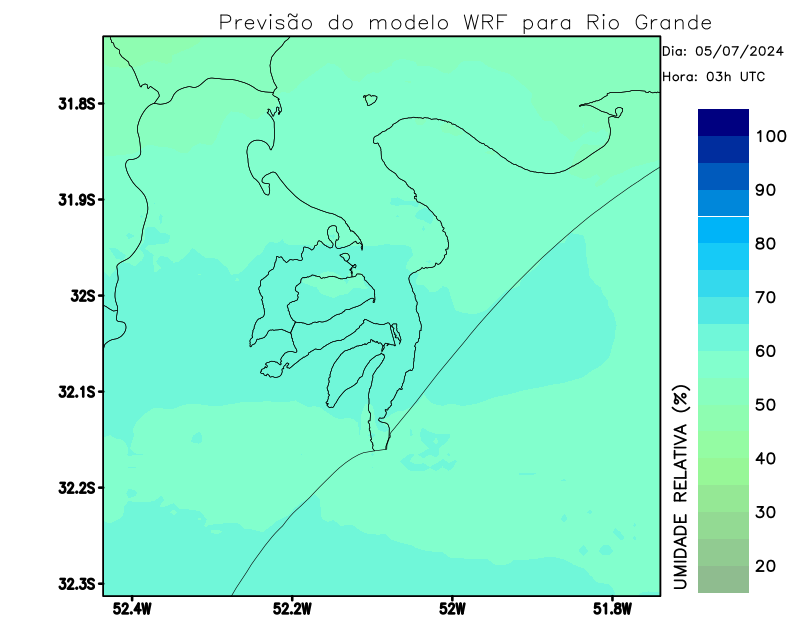 Previsão do modelo WRF para Rio Grande
Dia: 05/07/2024
Hora: 03h UTC
31.8S
31.9S
32S
32.1S
32.2S
32.3S
52.4W
52.2W
52W
51.8W
100
90
80
70
60
50
40
30
20
UMIDADE RELATIVA (%)